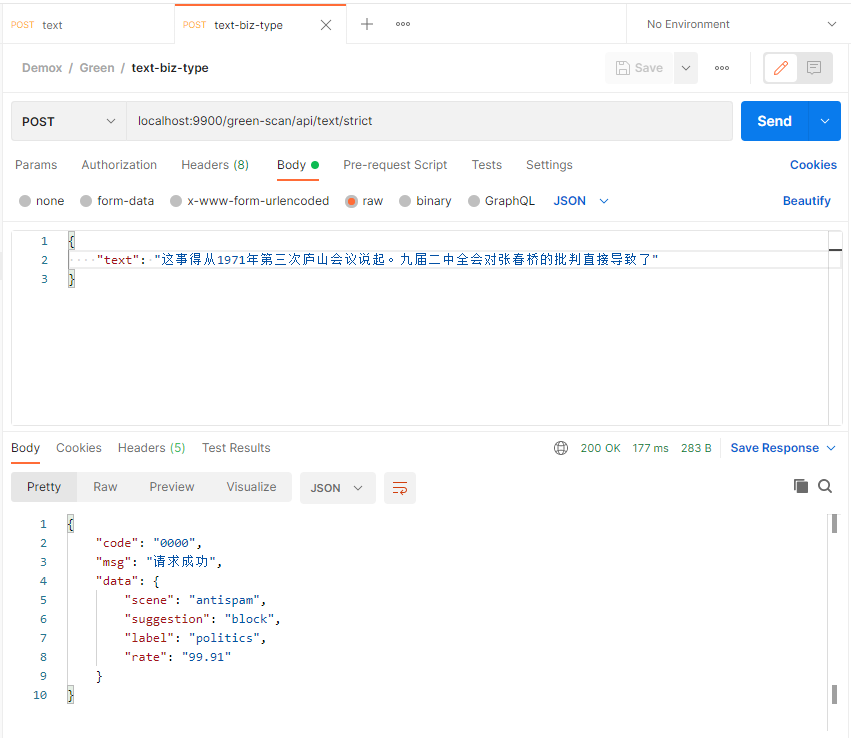 POST text
POST text-biz-type
No Environment
Demox / Green / text-biz-type
Save
POST
localhost:9900/green-scan/api/text/strict
Send
Params Authorization Headers (8) Body Pre-request Script Tests Settings Cookies
none form-data x-www-form-urlencoded raw binary GraphQL JSON Beautify
1 {
2 "text": "这事得从1971年第三次庐山会议说起。九届二中全会对张春桥的批判直接导致了"
3 }
Body Cookies Headers (5) Test Results 200 OK 177 ms 283 B Save Response
Pretty Raw Preview Visualize JSON
1 {
2 "code": "0000",
3 "msg": "请求成功",
4 "data": {
5 "scene": "antispam",
6 "suggestion": "block",
7 "label": "politics",
8 "rate": "99.91"
9 }
10 }